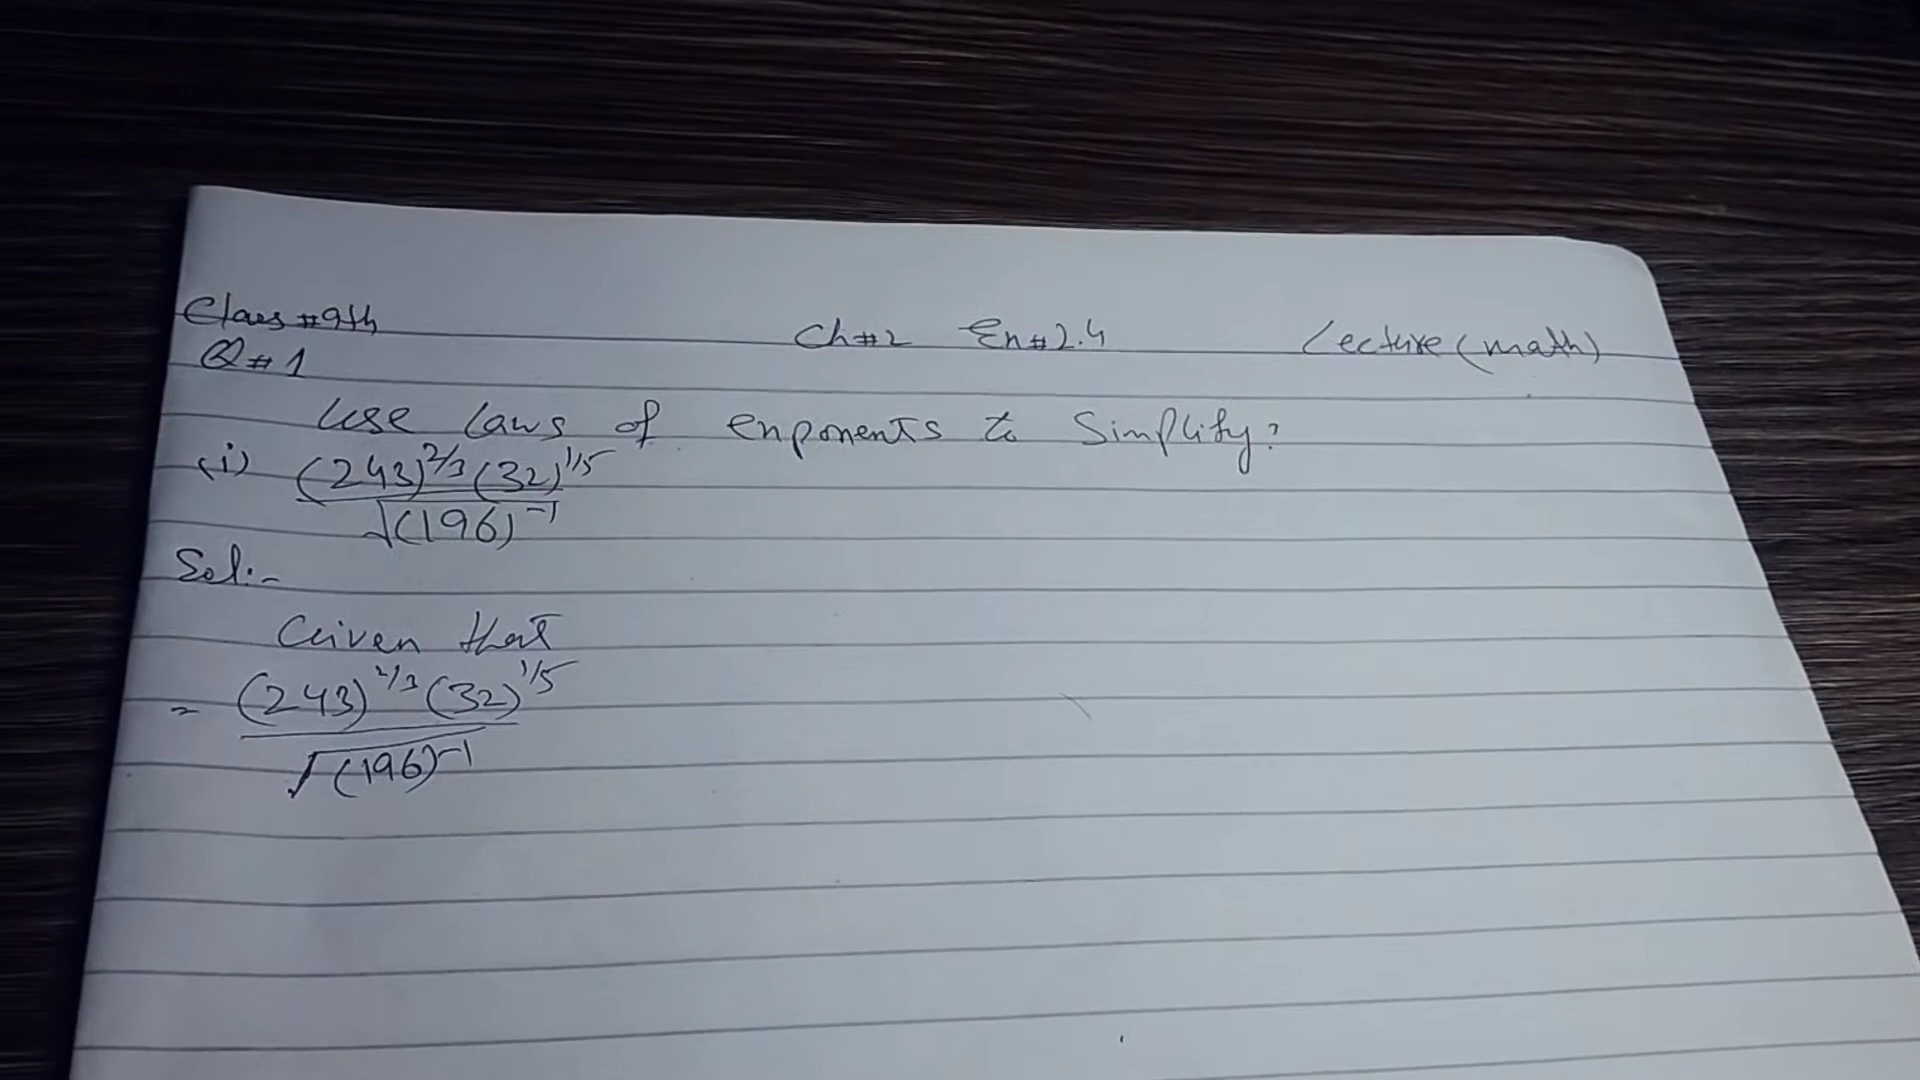 Class #9th Ch#2 Ex#2.4 Lecture (math)
Q#1
Use laws of exponents to Simplify?
(i) (243)^2/3 (32)^1/5
√(196)^-1
Sol:-
Given that
= (243)^2/3 (32)^1/5
√(196)^-1